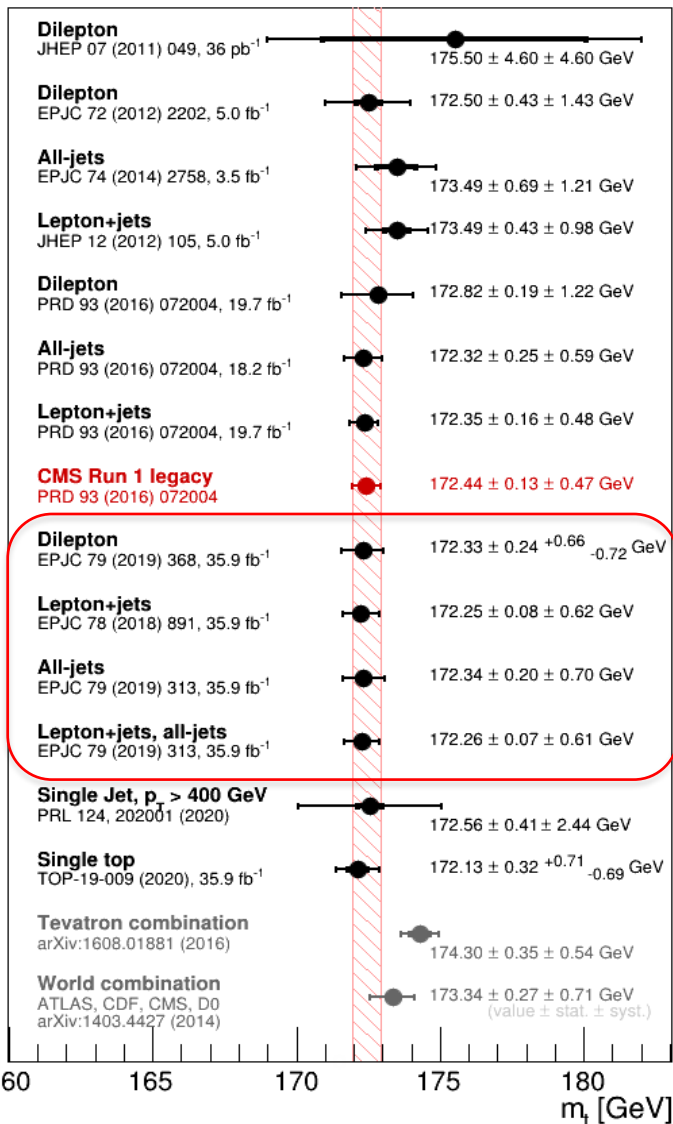 Dilepton
JHEP 07 (2011) 049, 36 pb⁻¹
175.50 ± 4.60 ± 4.60 GeV
Dilepton
EPJC 72 (2012) 2202, 5.0 fb⁻¹
172.50 ± 0.43 ± 1.43 GeV
All-jets
EPJC 74 (2014) 2758, 3.5 fb⁻¹
173.49 ± 0.69 ± 1.21 GeV
Lepton+jets
JHEP 12 (2012) 105, 5.0 fb⁻¹
173.49 ± 0.43 ± 0.98 GeV
Dilepton
PRD 93 (2016) 072004, 19.7 fb⁻¹
172.82 ± 0.19 ± 1.22 GeV
All-jets
PRD 93 (2016) 072004, 18.2 fb⁻¹
172.32 ± 0.25 ± 0.59 GeV
Lepton+jets
PRD 93 (2016) 072004, 19.7 fb⁻¹
172.35 ± 0.16 ± 0.48 GeV
CMS Run 1 legacy
PRD 93 (2016) 072004
172.44 ± 0.13 ± 0.47 GeV
Dilepton
EPJC 79 (2019) 368, 35.9 fb⁻¹
172.33 ± 0.24 +0.66 -0.72 GeV
Lepton+jets
EPJC 78 (2018) 891, 35.9 fb⁻¹
172.25 ± 0.08 ± 0.62 GeV
All-jets
EPJC 79 (2019) 313, 35.9 fb⁻¹
172.34 ± 0.20 ± 0.70 GeV
Lepton+jets, all-jets
EPJC 79 (2019) 313, 35.9 fb⁻¹
172.26 ± 0.07 ± 0.61 GeV
Single Jet, p_T > 400 GeV
PRL 124, 202001 (2020)
172.56 ± 0.41 ± 2.44 GeV
Single top
TOP-19-009 (2020), 35.9 fb⁻¹
172.13 ± 0.32 +0.71 -0.69 GeV
Tevatron combination
arXiv:1608.01881 (2016)
174.30 ± 0.35 ± 0.54 GeV
World combination
ATLAS, CDF, CMS, D0
arXiv:1403.4427 (2014)
173.34 ± 0.27 ± 0.71 GeV
(value ± stat. ± syst.)
60 165 170 175 180
m_t [GeV]